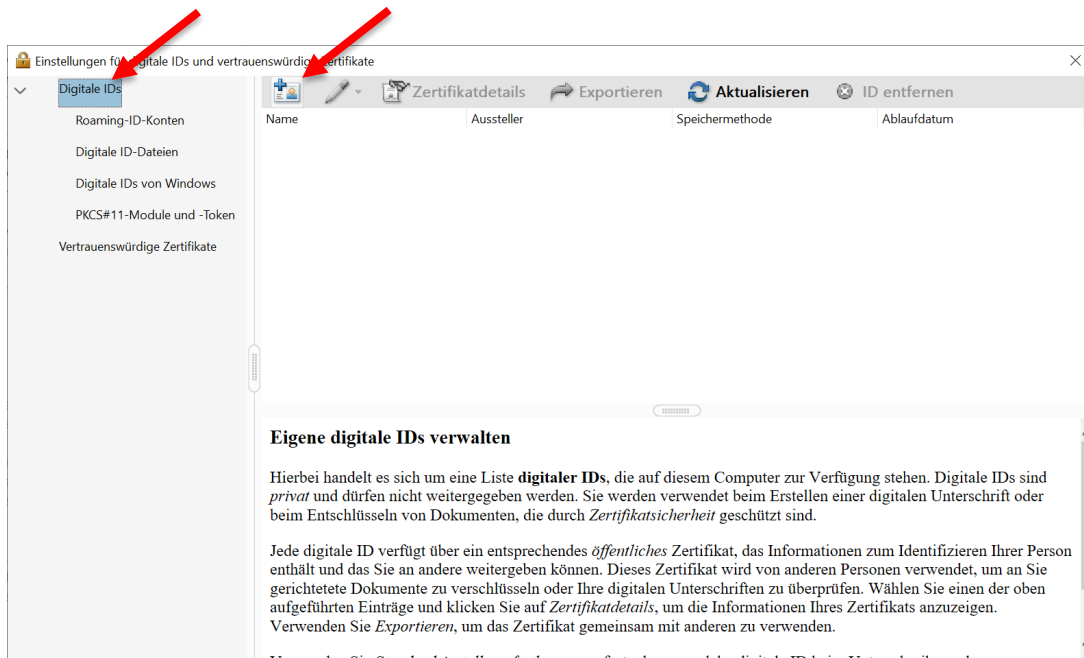 Einstellungen für digitale IDs und vertrauenswürdige Zertifikate
Digitale IDs
Roaming-ID-Konten
Digitale ID-Dateien
Digitale IDs von Windows
PKCS#11-Module und -Token
Vertrauenswürdige Zertifikate
Zertifikatdetails Exportieren Aktualisieren ID entfernen
Name Aussteller Speichermethode Ablaufdatum
Eigene digitale IDs verwalten
Hierbei handelt es sich um eine Liste digitaler IDs, die auf diesem Computer zur Verfügung stehen. Digitale IDs sind
privat und dürfen nicht weitergegeben werden. Sie werden verwendet beim Erstellen einer digitalen Unterschrift oder
beim Entschlüsseln von Dokumenten, die durch Zertifikatsicherheit geschützt sind.
Jede digitale ID verfügt über ein entsprechendes öffentliches Zertifikat, das Informationen zum Identifizieren Ihrer Person
enthält und das Sie an andere weitergeben können. Dieses Zertifikat wird von anderen Personen verwendet, um an Sie
gerichtetete Dokumente zu verschlüsseln oder Ihre digitalen Unterschriften zu überprüfen. Wählen Sie einen der oben
aufgeführten Einträge und klicken Sie auf Zertifikatdetails, um die Informationen Ihres Zertifikats anzuzeigen.
Verwenden Sie Exportieren, um das Zertifikat gemeinsam mit anderen zu verwenden.